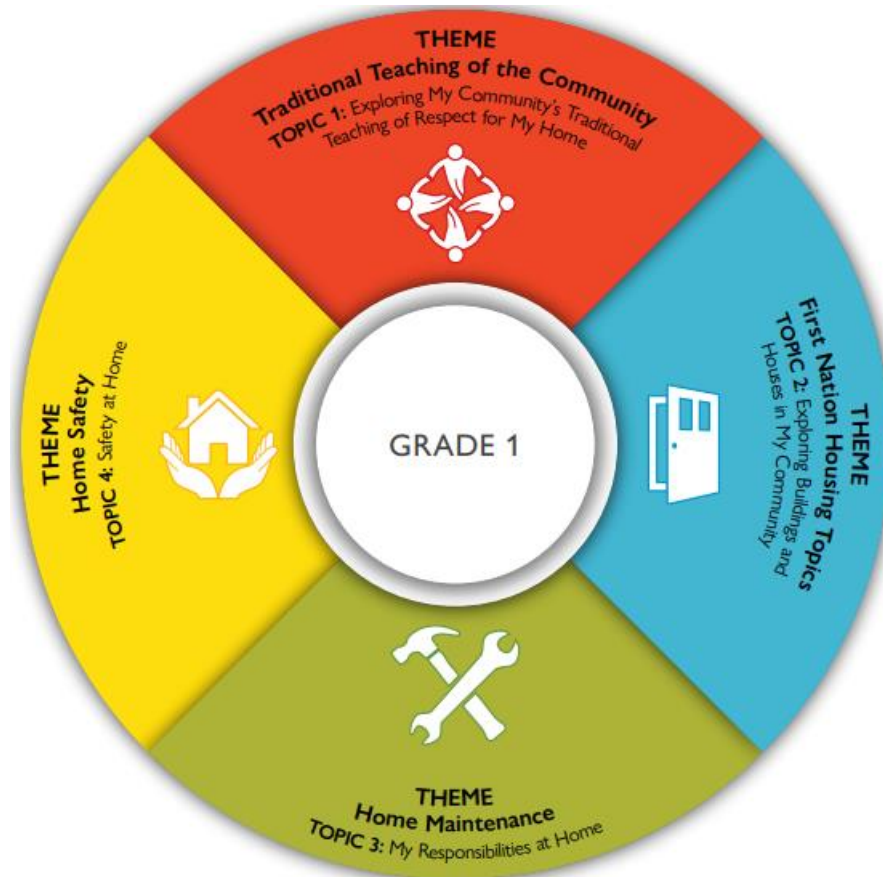 THEME
Traditional Teaching of the Community
TOPIC 1: Exploring My Community's Traditional
Teaching of Respect for My Home
THEME
First Nation Housing Topics
TOPIC 2: Exploring Buildings and
Houses in My Community
THEME
Home Maintenance
TOPIC 3: My Responsibilities at Home
THEME
Home Safety
TOPIC 4: Safety at Home
GRADE 1